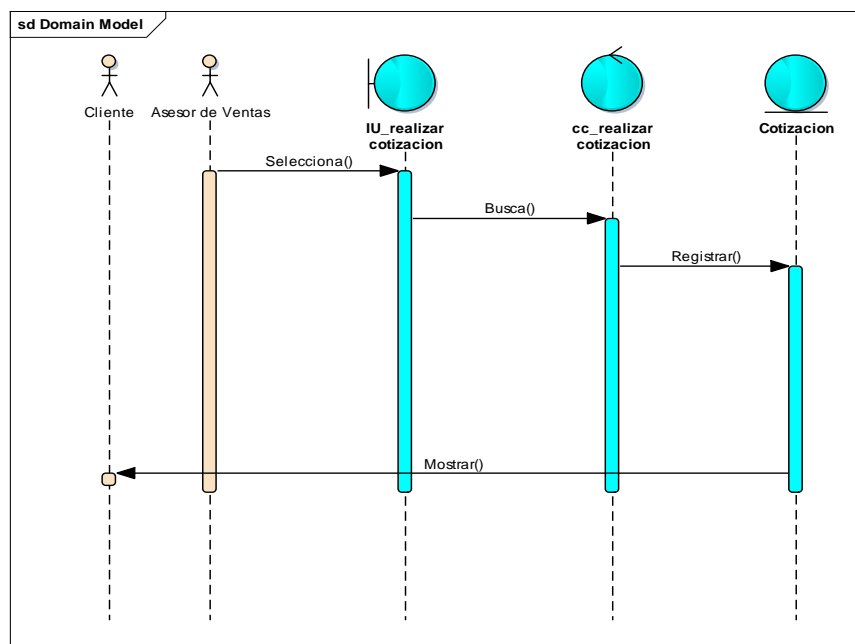 sd Domain Model
Cliente
Asesor de Ventas
IU_realizar
cotizacion
cc_realizar
cotizacion
Cotizacion
Selecciona()
Busca()
Registrar()
Mostrar()